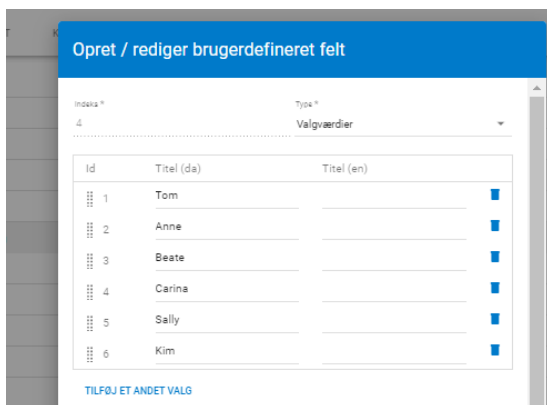 T K
Opret / rediger brugerdefineret felt
Indeks * Type *
4 Valgværdier
Id Titel (da) Titel (en)
1 Tom
2 Anne
3 Beate
4 Carina
5 Sally
6 Kim
TILFØJ ET ANDET VALG